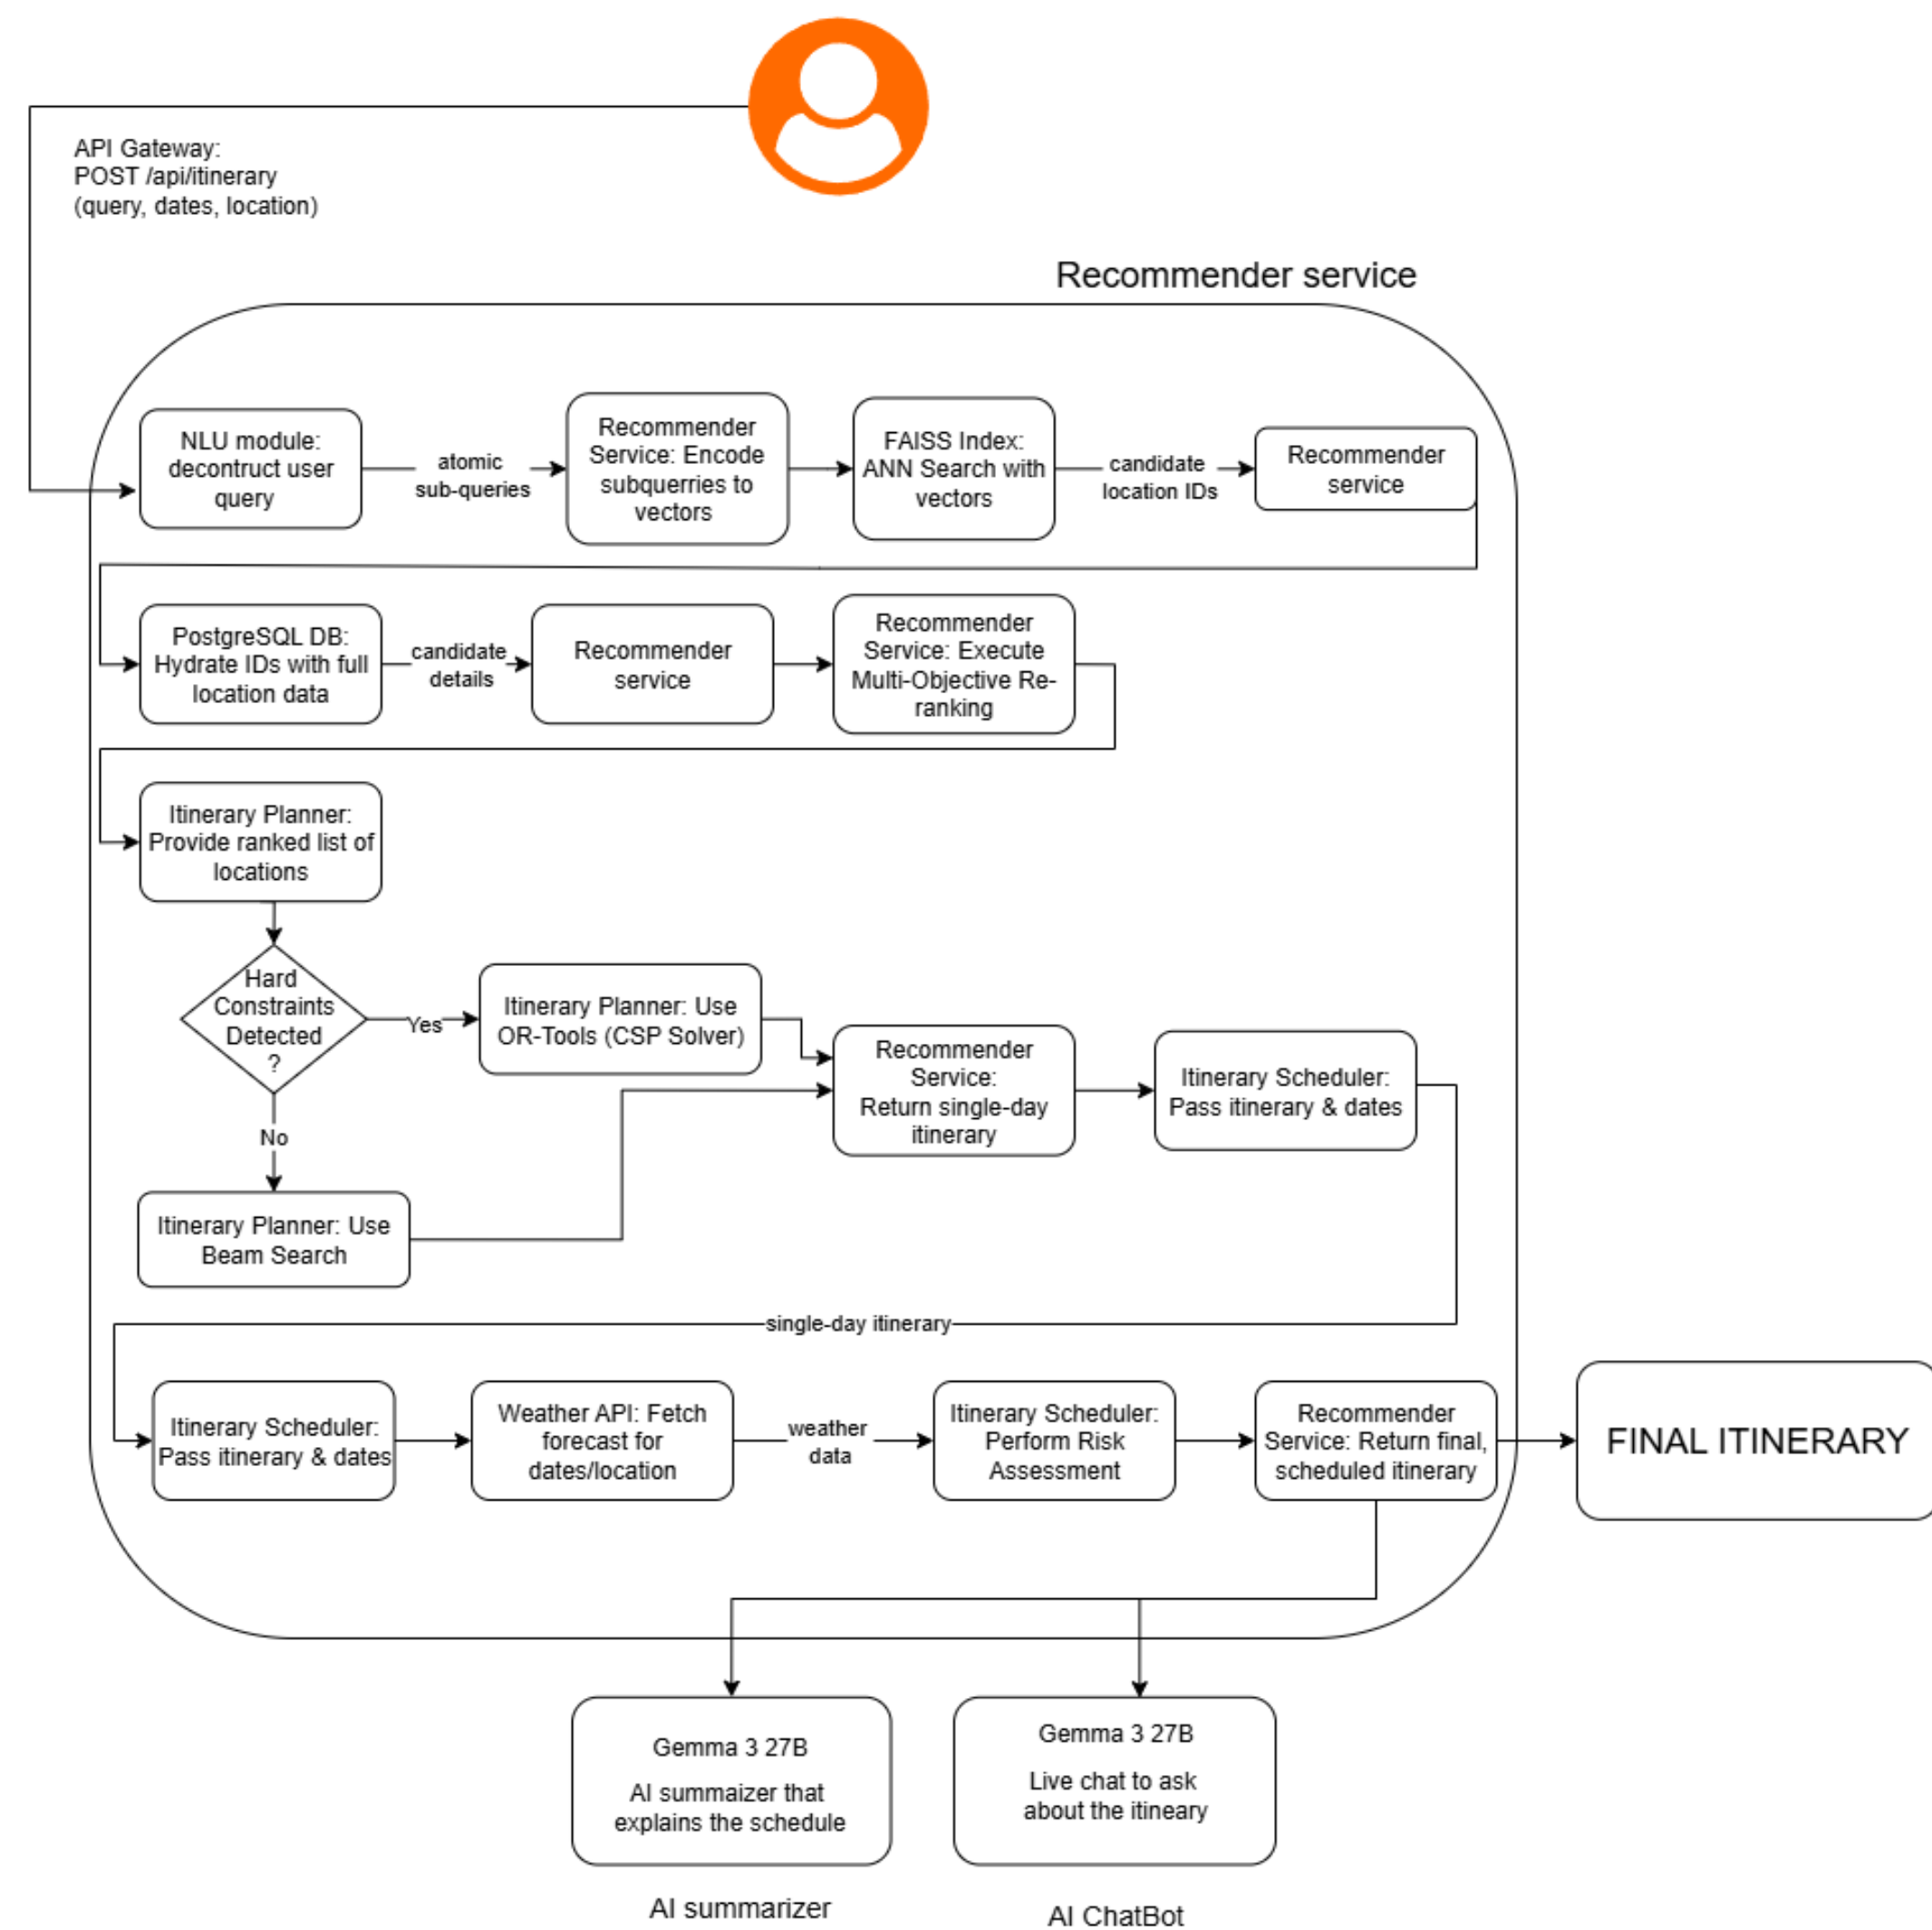 API Gateway:
POST /api/itinerary
(query, dates, location)
Recommender service
NLU module:
decontruct user
query
atomic
sub-queries
Recommender
Service: Encode
subquerries to
vectors
FAISS Index:
ANN Search with
vectors
candidate
location IDs
Recommender
service
PostgreSQL DB:
Hydrate IDs with full
location data
candidate
details
Recommender
service
Recommender
Service: Execute
Multi-Objective Re-
ranking
Itinerary Planner:
Provide ranked list of
locations
Hard
Constraints
Detected
?
Yes
Itinerary Planner: Use
OR-Tools (CSP Solver)
Recommender
Service:
Return single-day
itinerary
Itinerary Scheduler:
Pass itinerary & dates
No
Itinerary Planner: Use
Beam Search
single-day itinerary
Itinerary Scheduler:
Pass itinerary & dates
Weather API: Fetch
forecast for
dates/location
weather
data
Itinerary Scheduler:
Perform Risk
Assessment
Recommender
Service: Return final,
scheduled itinerary
FINAL ITINERARY
Gemma 3 27B
AI summaizer that
explains the schedule
Gemma 3 27B
Live chat to ask
about the itineary
AI summarizer
AI ChatBot